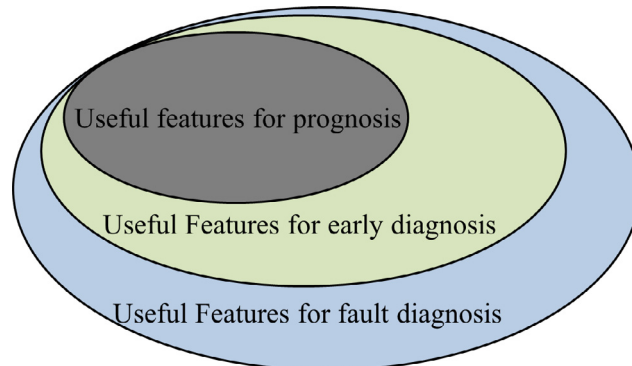 Useful features for prognosis
Useful Features for early diagnosis
Useful Features for fault diagnosis